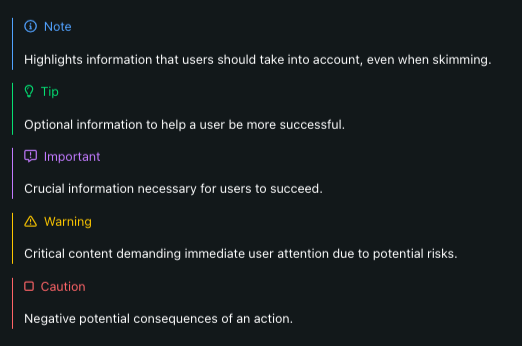 Note
Highlights information that users should take into account, even when skimming.
Tip
Optional information to help a user be more successful.
Important
Crucial information necessary for users to succeed.
Warning
Critical content demanding immediate user attention due to potential risks.
Caution
Negative potential consequences of an action.